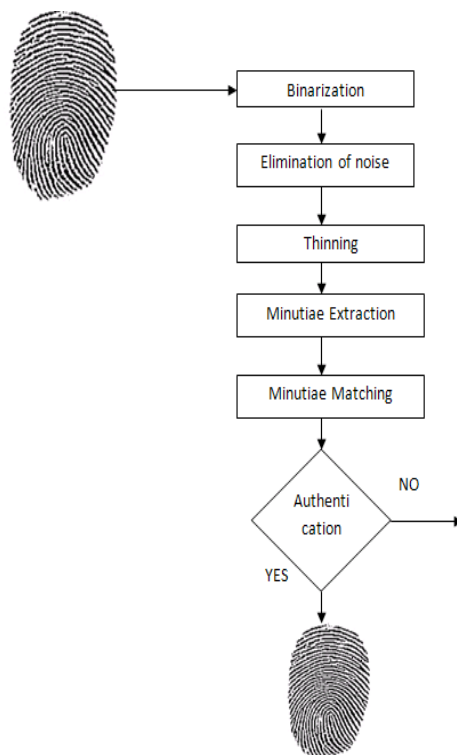 Binarization
Elimination of noise
Thinning
Minutiae Extraction
Minutiae Matching
Authenti
cation
NO
YES